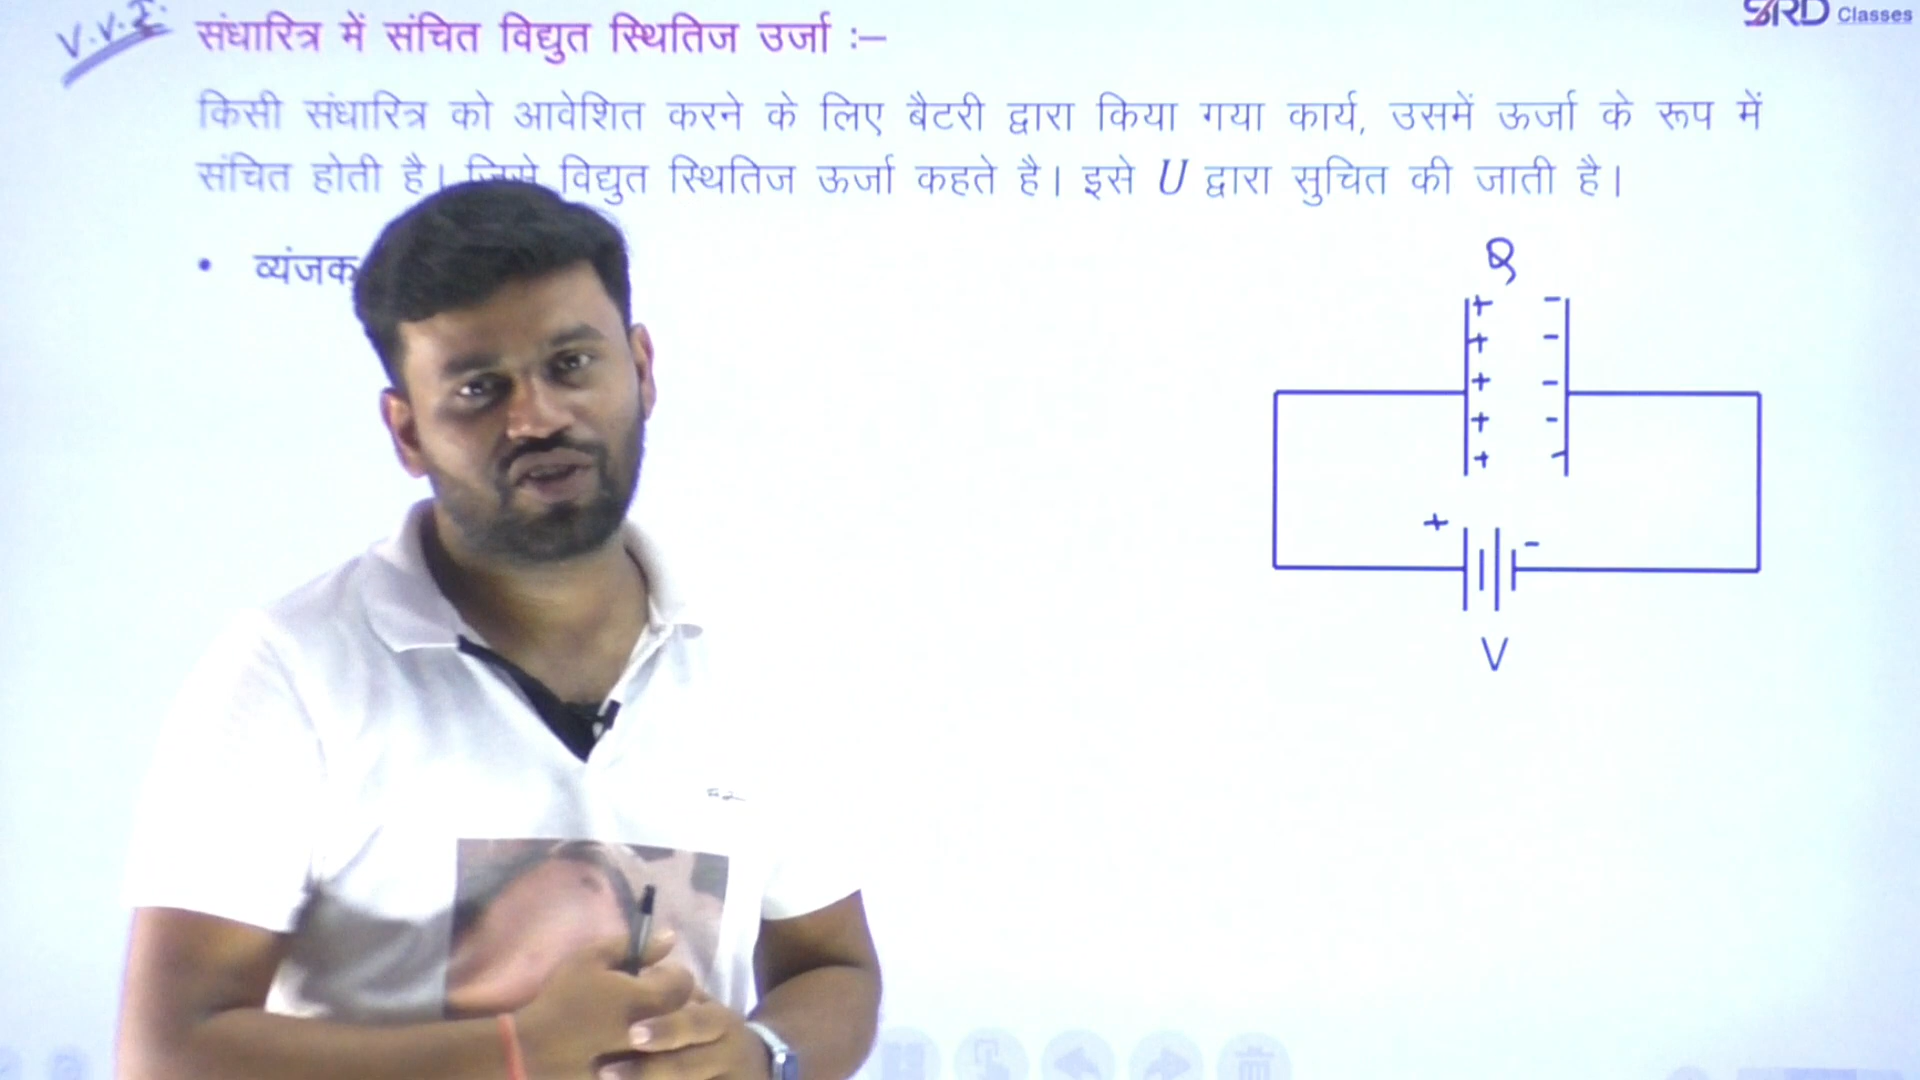 V.V.I.
SRD Classes
संधारित्र में संचित विद्युत स्थितिज उर्जा :–
किसी संधारित्र को आवेशित करने के लिए बैटरी द्वारा किया गया कार्य, उसमें ऊर्जा के रूप में
संचित होती है। जिसे विद्युत स्थितिज ऊर्जा कहते है। इसे U द्वारा सुचित की जाती है।
• व्यंजक
Q
+ -
+ -
+ -
+ -
+ -
+ -
V